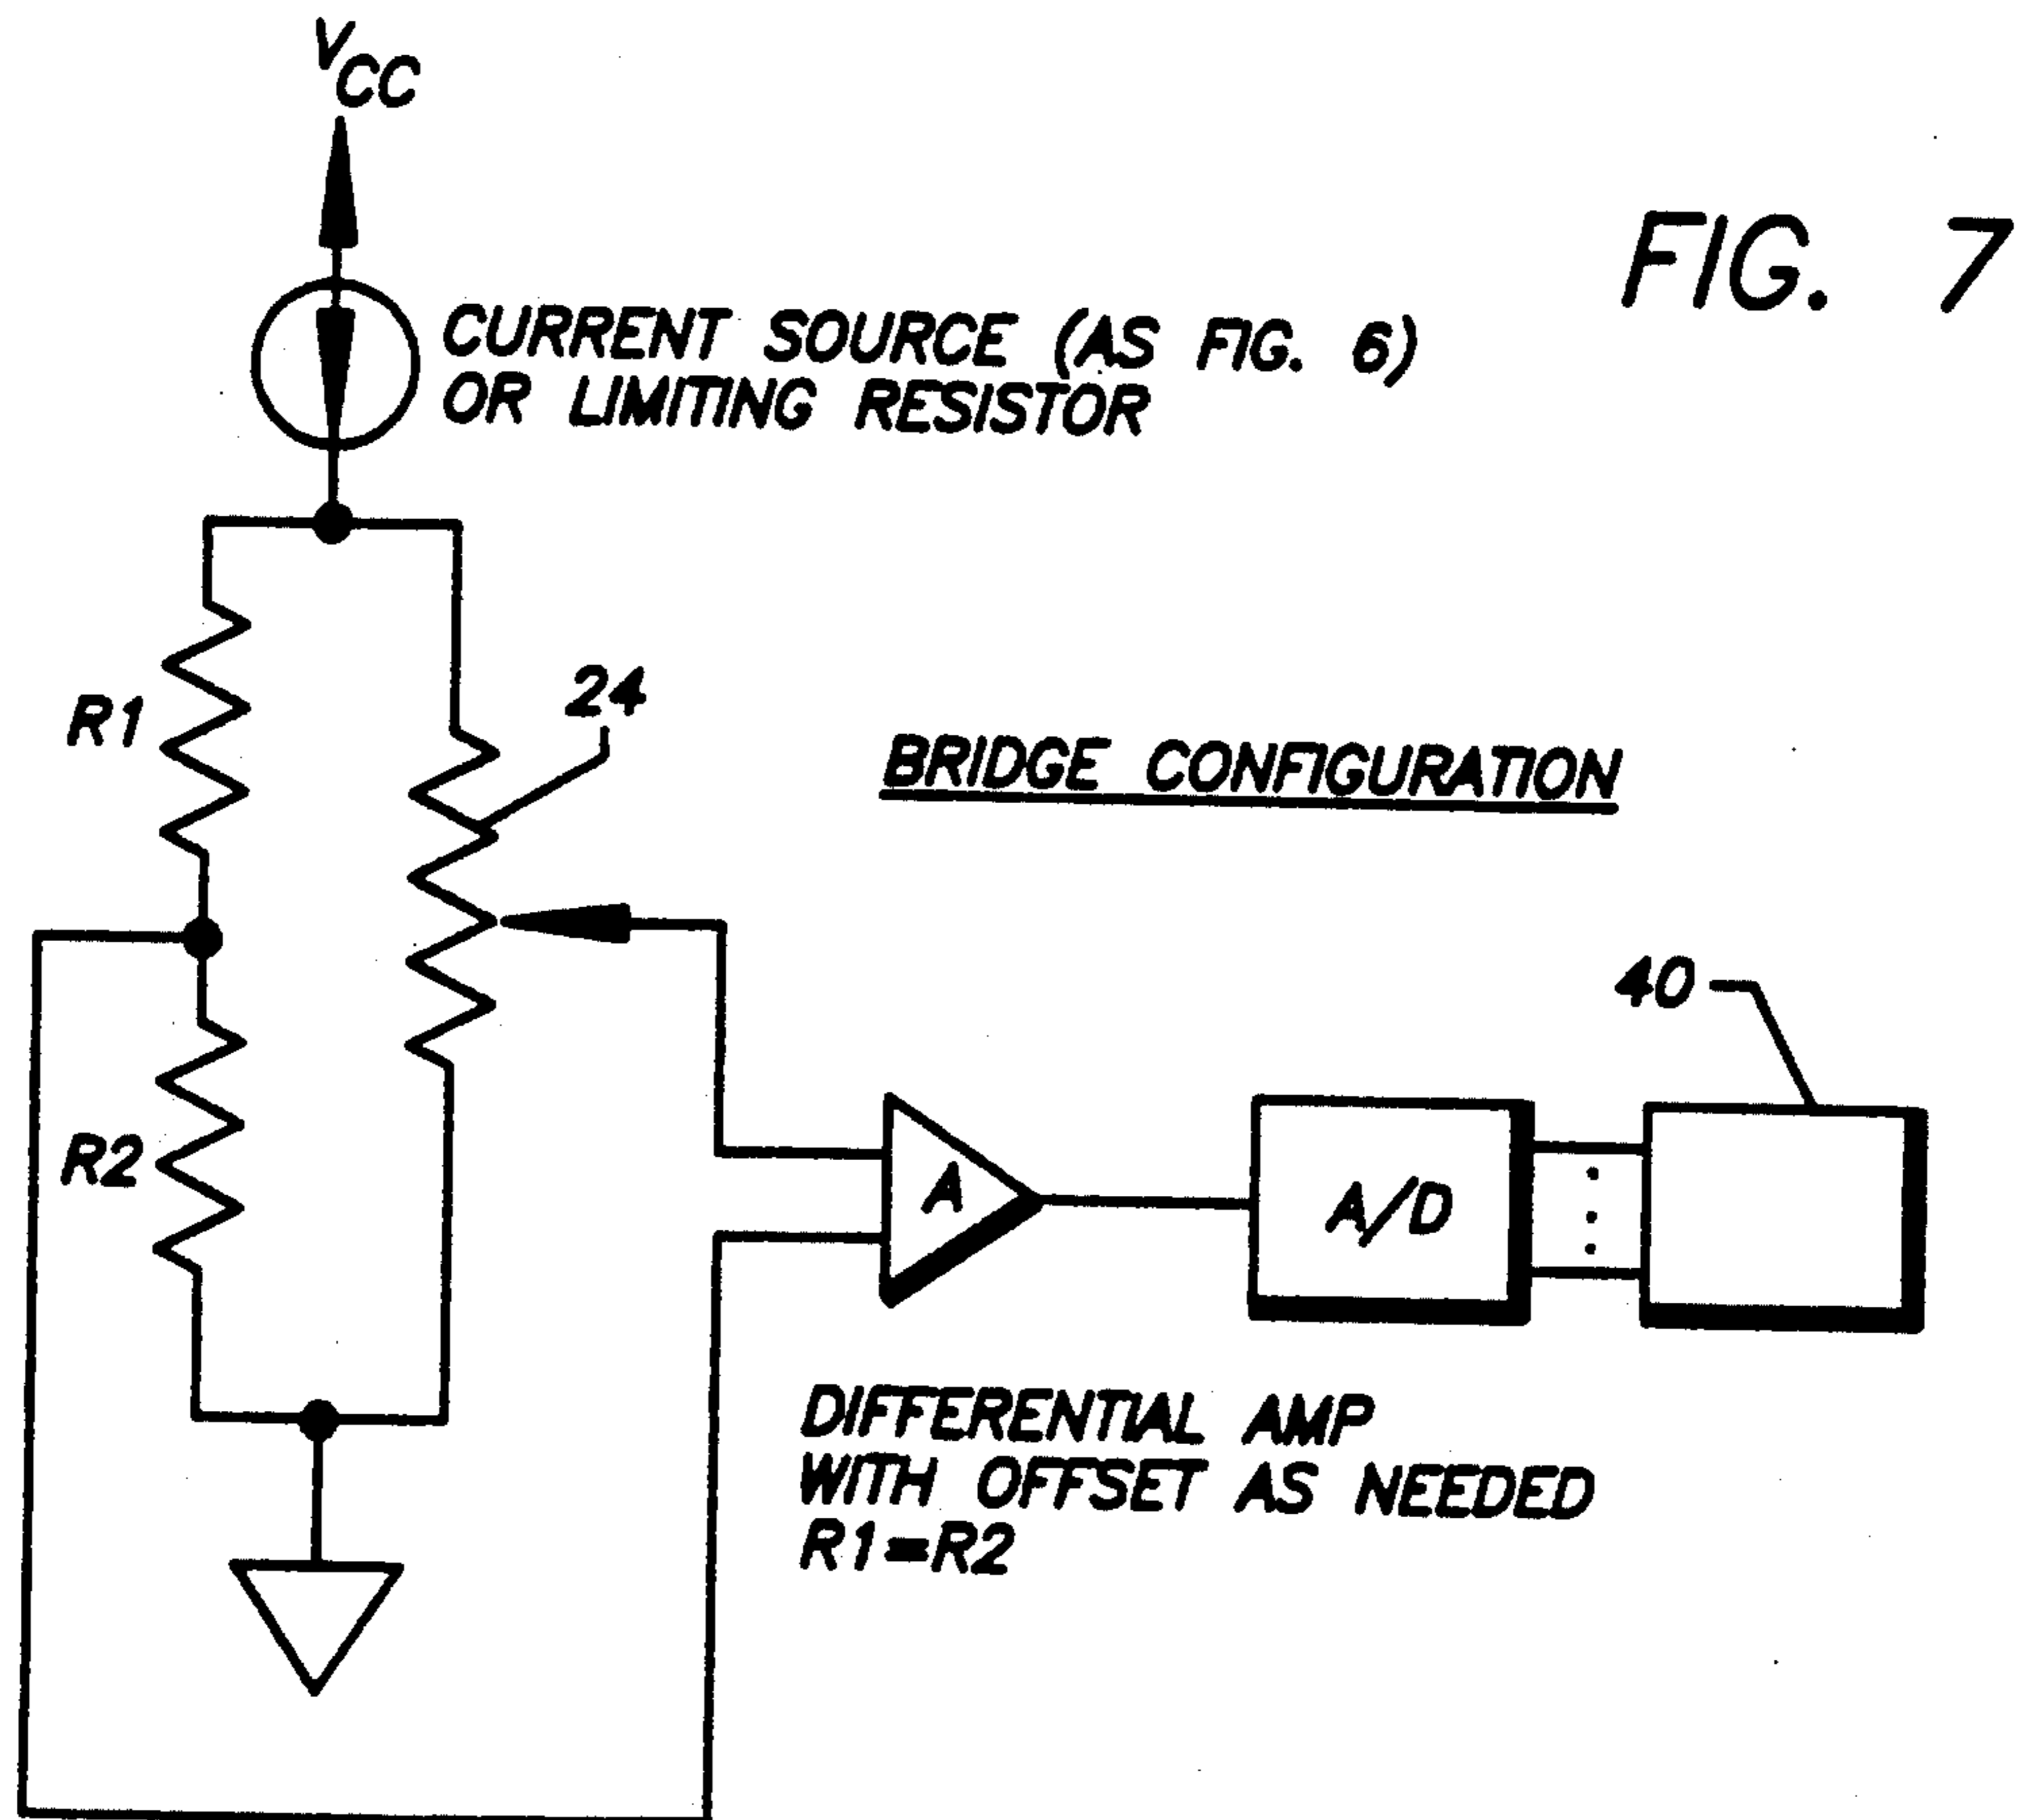 VCC
FIG. 7
CURRENT SOURCE (AS FIG. 6)
OR LIMITING RESISTOR
R1
24
BRIDGE CONFIGURATION
40
R2
A
A/D
DIFFERENTIAL AMP
WITH OFFSET AS NEEDED
R1=R2